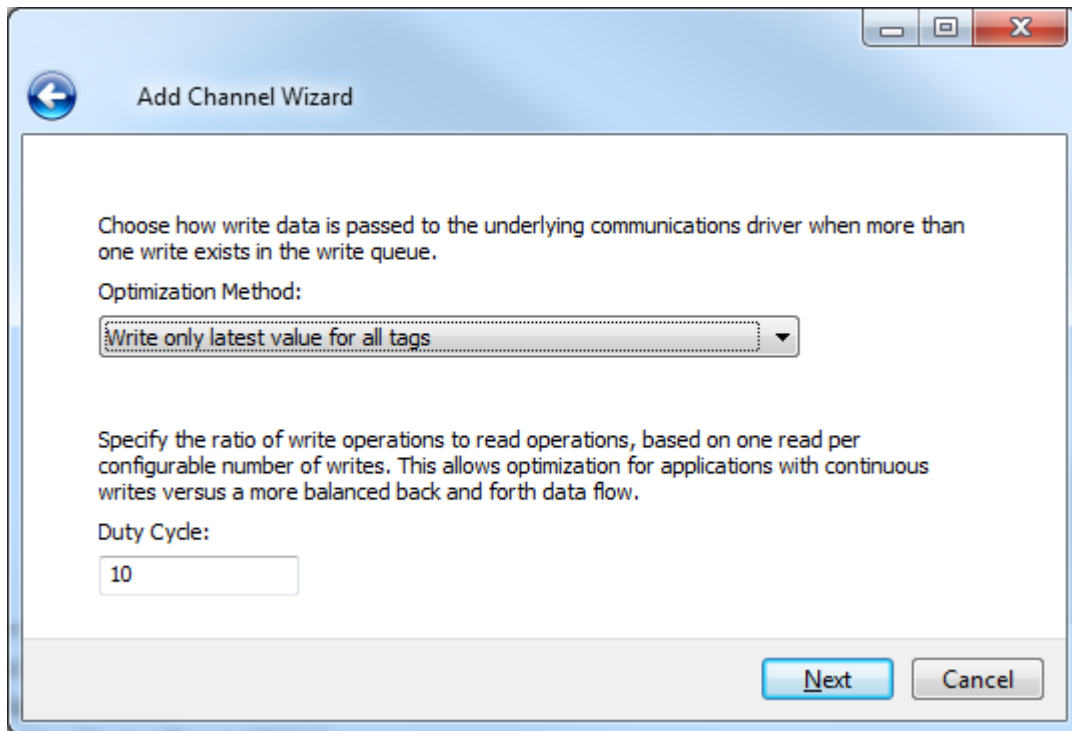 Add Channel Wizard
Choose how write data is passed to the underlying communications driver when more than
one write exists in the write queue.
Optimization Method:
Write only latest value for all tags
Specify the ratio of write operations to read operations, based on one read per
configurable number of writes. This allows optimization for applications with continuous
writes versus a more balanced back and forth data flow.
Duty Cycle:
10
Next Cancel